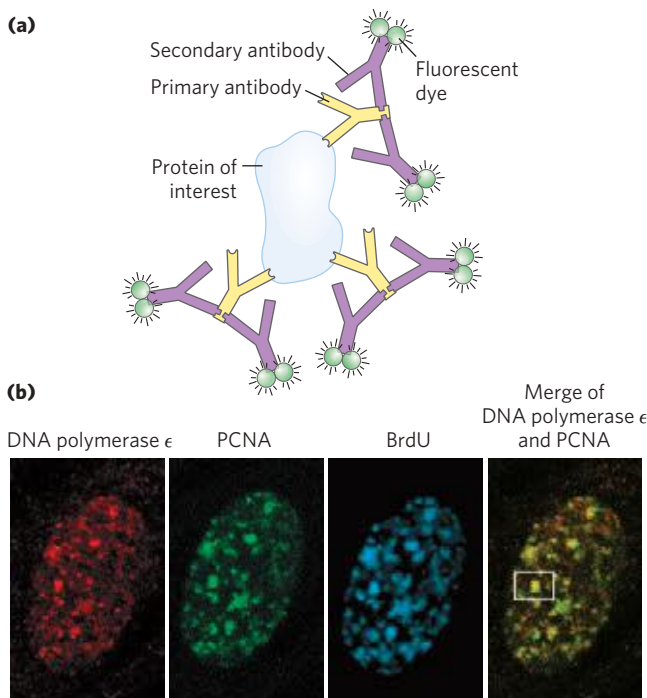 (a)
Secondary antibody
Primary antibody
Fluorescent
dye
Protein of
interest
(b)
DNA polymerase ϵ
PCNA
BrdU
Merge of
DNA polymerase ϵ
and PCNA